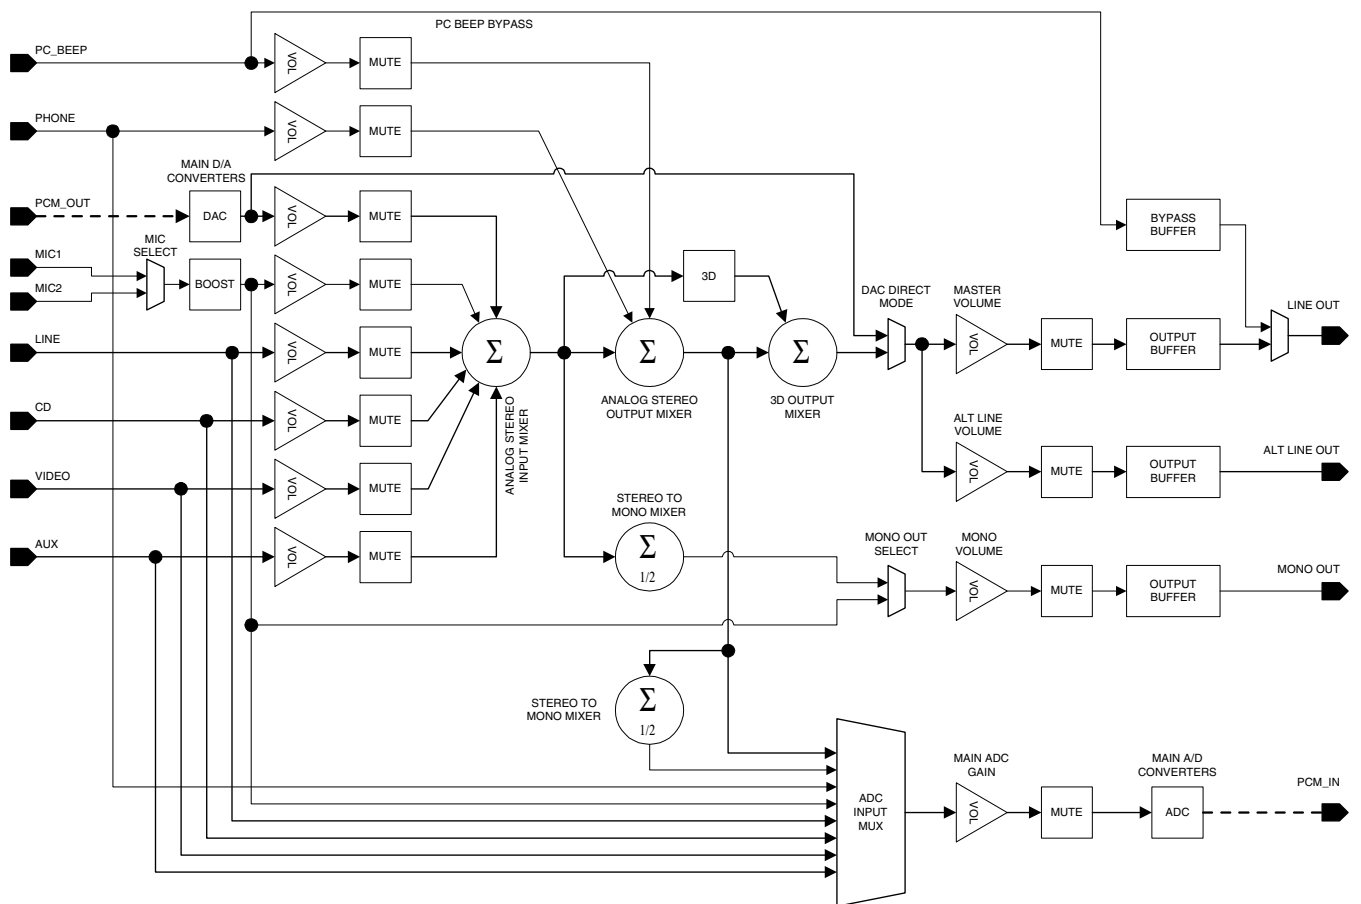 PC BEEP BYPASS
PC_BEEP
VOL
MUTE
PHONE
VOL
MUTE
MAIN D/A
CONVERTERS
PCM_OUT
DAC
VOL
MUTE
BYPASS
BUFFER
MIC1
MIC
SELECT
MIC2
BOOST
VOL
MUTE
3D
DAC DIRECT
MODE
MASTER
VOLUME
LINE OUT
LINE
VOL
MUTE
Σ
Σ
Σ
VOL
MUTE
OUTPUT
BUFFER
ANALOG STEREO
OUTPUT MIXER
3D OUTPUT
MIXER
CD
VOL
MUTE
ANALOG STEREO
INPUT MIXER
ALT LINE
VOLUME
ALT LINE OUT
VOL
MUTE
OUTPUT
BUFFER
VIDEO
VOL
MUTE
STEREO TO
MONO MIXER
AUX
VOL
MUTE
Σ
1/2
MONO OUT
SELECT
MONO
VOLUME
MONO OUT
VOL
MUTE
OUTPUT
BUFFER
STEREO TO
MONO MIXER
Σ
1/2
ADC
INPUT
MUX
MAIN ADC
GAIN
VOL
MUTE
MAIN A/D
CONVERTERS
ADC
PCM_IN